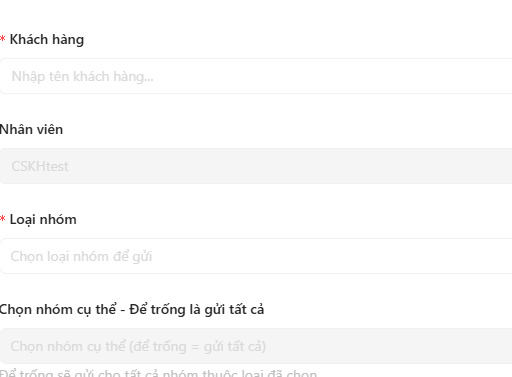 * Khách hàng
Nhập tên khách hàng...
Nhân viên
CSKHtest
* Loại nhóm
Chọn loại nhóm để gửi
Chọn nhóm cụ thể - Để trống là gửi tất cả
Chọn nhóm cụ thể (để trống = gửi tất cả)
Để trống sẽ gửi cho tất cả nhóm thuộc loại đã chọn